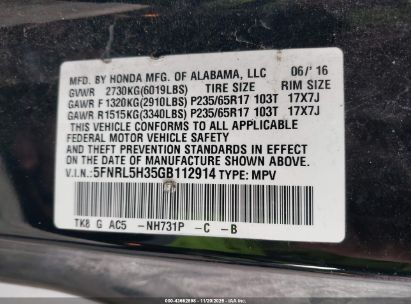 MFD. BY HONDA MFG. OF ALABAMA, LLC 06/'16
GVWR 2730KG(6019LBS) TIRE SIZE RIM SIZE
GAWR F 1320KG(2910LBS) P235/65R17 103T 17X7J
GAWR R1515KG(3340LBS) P235/65R17 103T 17X7J
THIS VEHICLE CONFORMS TO ALL APPLICABLE
FEDERAL MOTOR VEHICLE SAFETY
AND THEFT PREVENTION STANDARDS IN EFFECT
ON THE DATE OF MANUFACTURE SHOWN ABOVE.
V.I.N.:5FNRL5H35GB112914 TYPE: MPV
TK8 G AC5 -NH731P -C -B